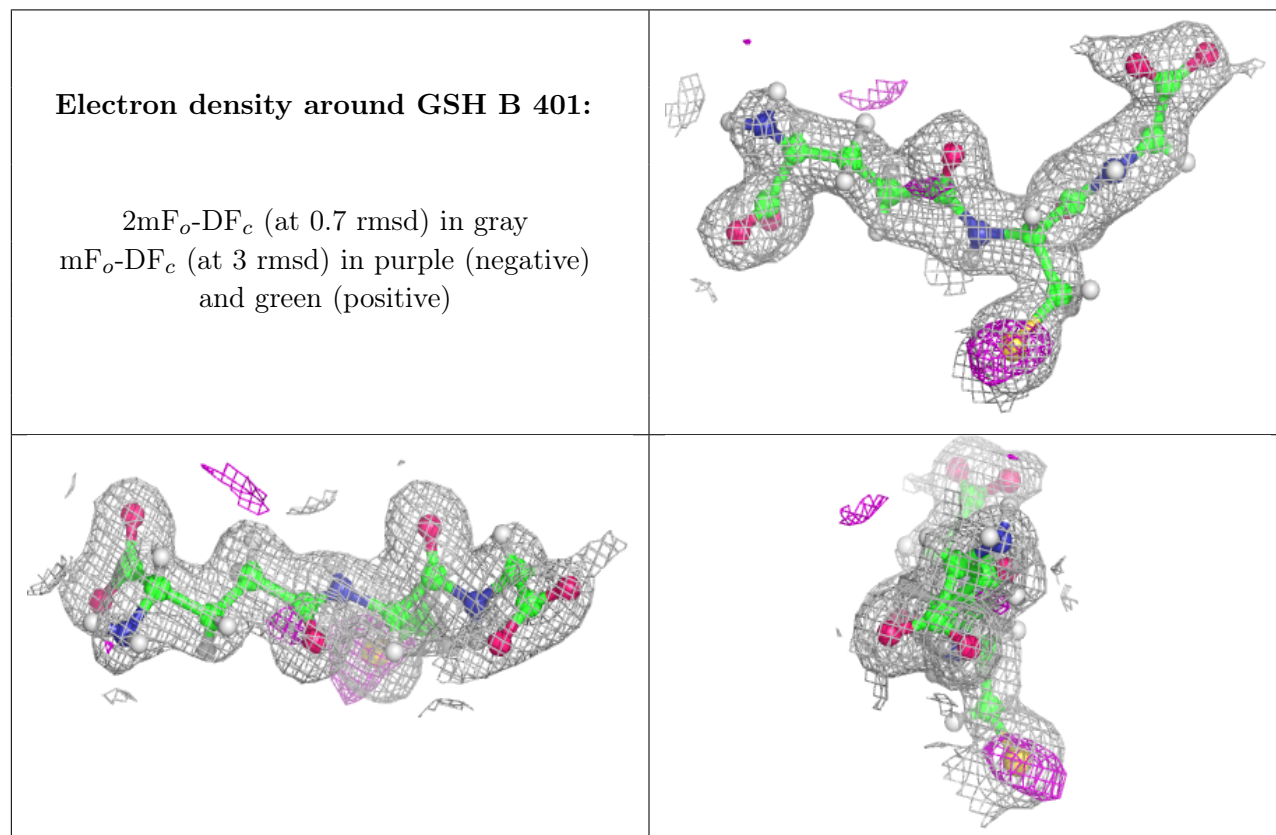 Electron density around GSH B 401:
2mFₒ-DF𝒸 (at 0.7 rmsd) in gray
mFₒ-DF𝒸 (at 3 rmsd) in purple (negative)
and green (positive)